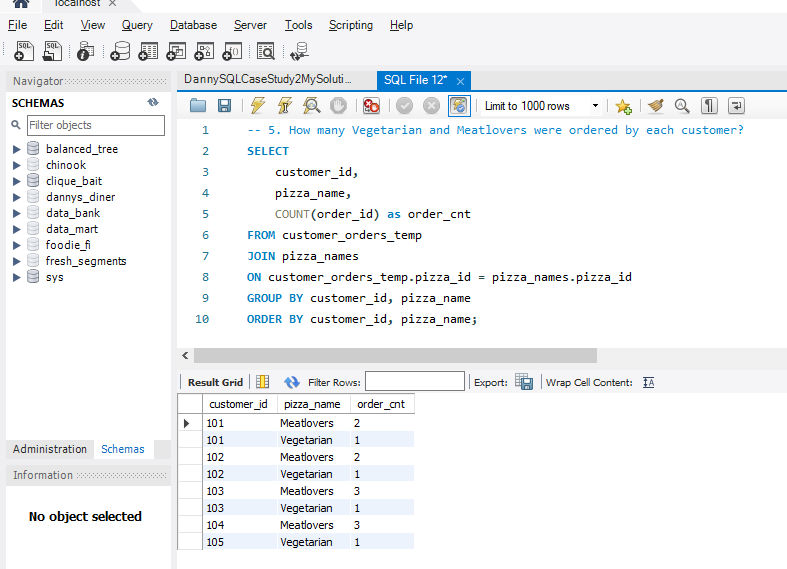 localhost
File Edit View Query Database Server Tools Scripting Help
Navigator
SCHEMAS
Filter objects
balanced_tree
chinook
clique_bait
dannys_diner
data_bank
data_mart
foodie_fi
fresh_segments
sys
Administration Schemas
Information
No object selected
DannySQLCaseStudy2MySoluti... SQL File 12*
Limit to 1000 rows
1 -- 5. How many Vegetarian and Meatlovers were ordered by each customer?
2 SELECT
3 customer_id,
4 pizza_name,
5 COUNT(order_id) as order_cnt
6 FROM customer_orders_temp
7 JOIN pizza_names
8 ON customer_orders_temp.pizza_id = pizza_names.pizza_id
9 GROUP BY customer_id, pizza_name
10 ORDER BY customer_id, pizza_name;
Result Grid Filter Rows: Export: Wrap Cell Content:
customer_id pizza_name order_cnt
101 Meatlovers 2
101 Vegetarian 1
102 Meatlovers 2
102 Vegetarian 1
103 Meatlovers 3
103 Vegetarian 1
104 Meatlovers 3
105 Vegetarian 1